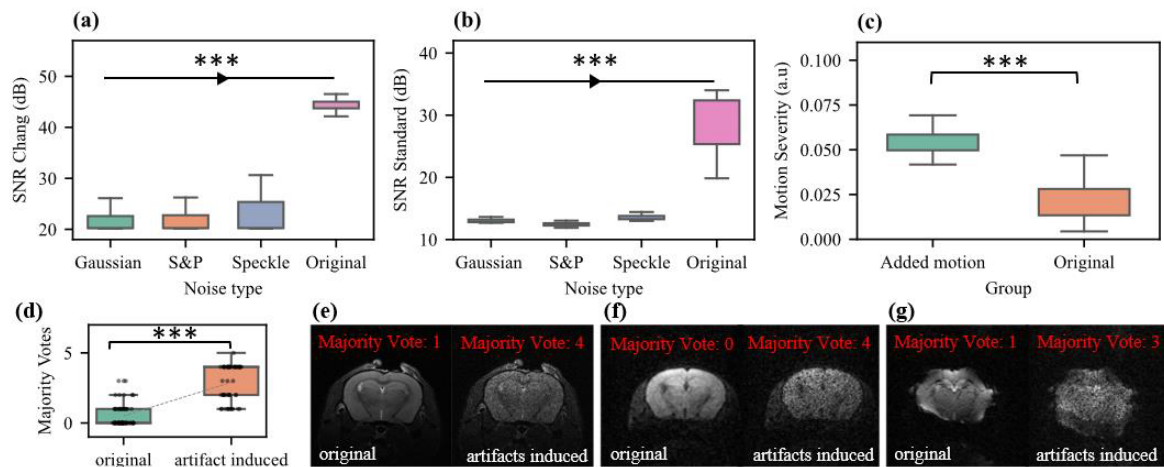 (a)
***
SNR Chang (dB)
50
40
30
20
Gaussian S&P Speckle Original
Noise type
(b)
***
SNR Standard (dB)
40
30
20
10
Gaussian S&P Speckle Original
Noise type
(c)
***
Motion Severity (a.u)
0.100
0.075
0.050
0.025
0.000
Added motion Original
Group
(d)
***
Majority Votes
5
0
original artifact induced
(e)
Majority Vote: 1 Majority Vote: 4
original artifacts induced
(f)
Majority Vote: 0 Majority Vote: 4
original artifacts induced
(g)
Majority Vote: 1 Majority Vote: 3
original artifacts induced